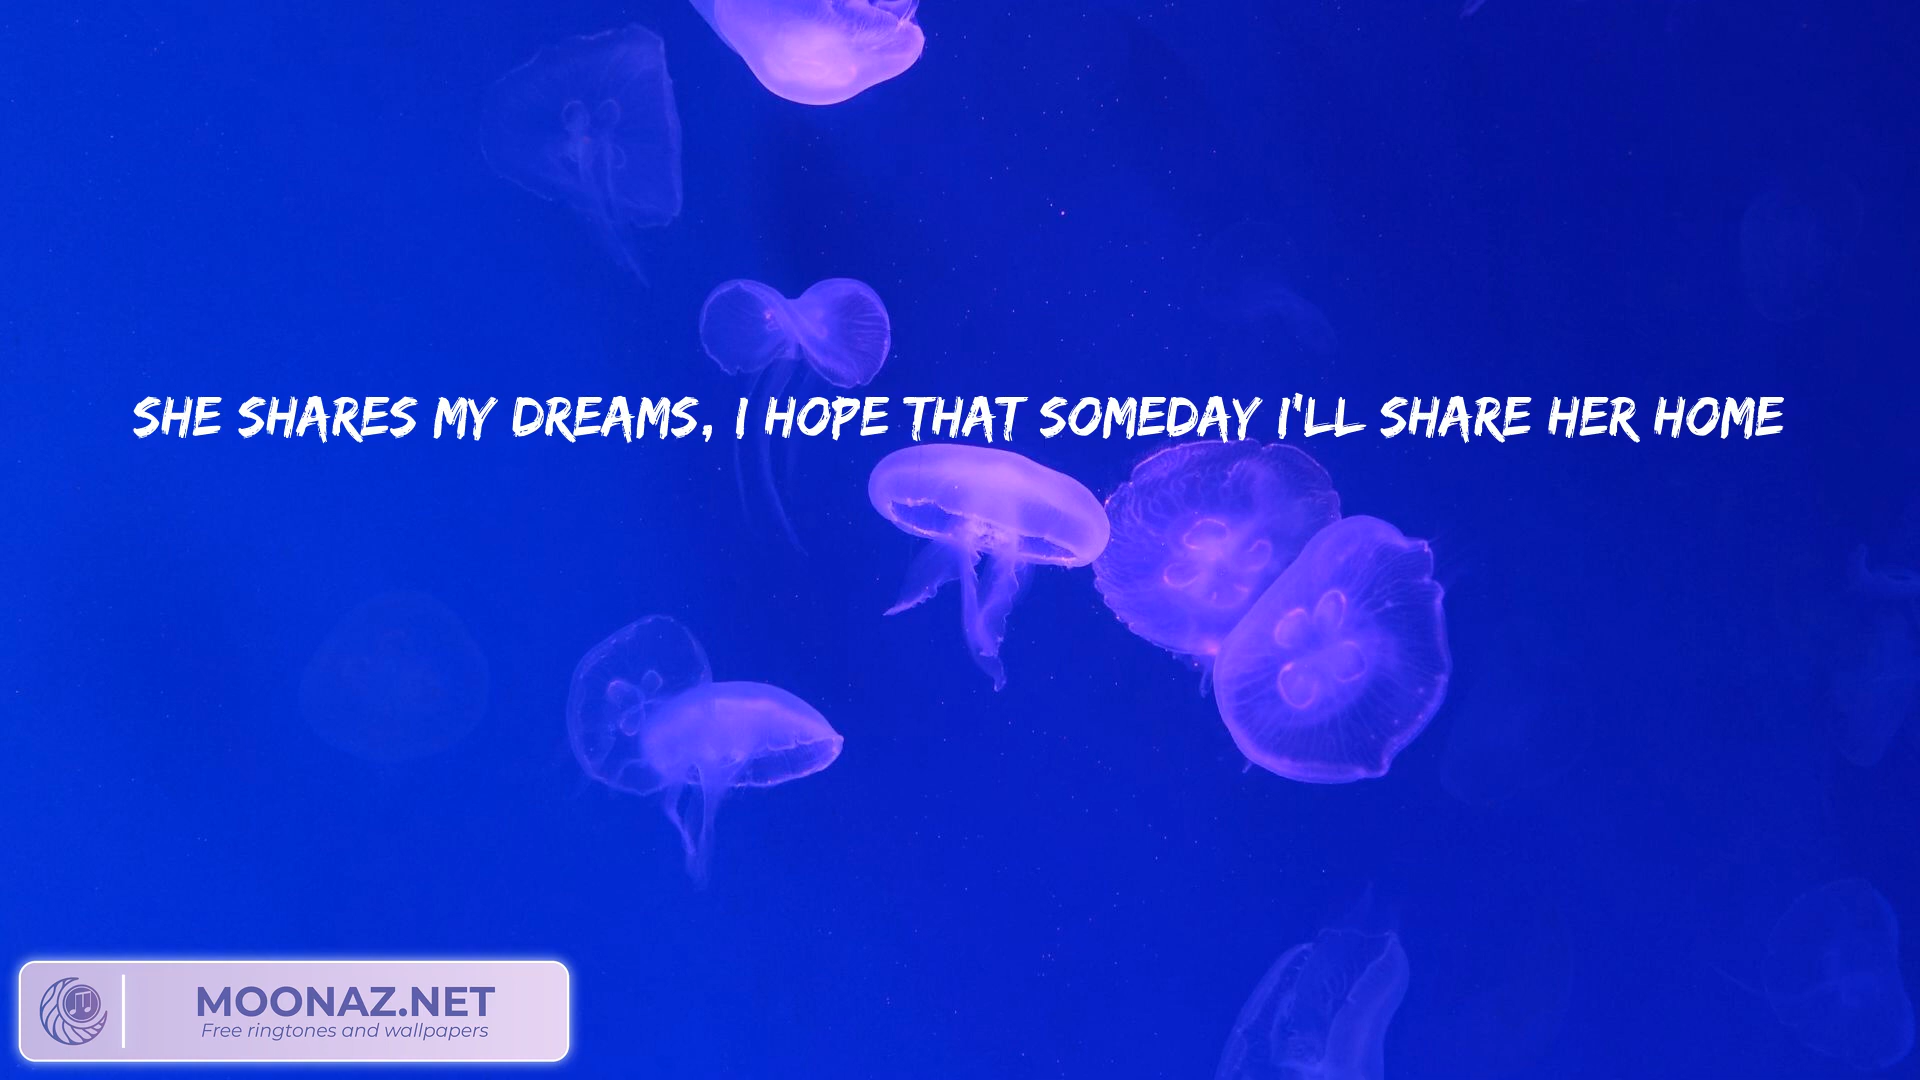 SHE SHARES MY DREAMS, I HOPE THAT SOMEDAY I'LL SHARE HER HOME
MOONAZ.NET
Free ringtones and wallpapers